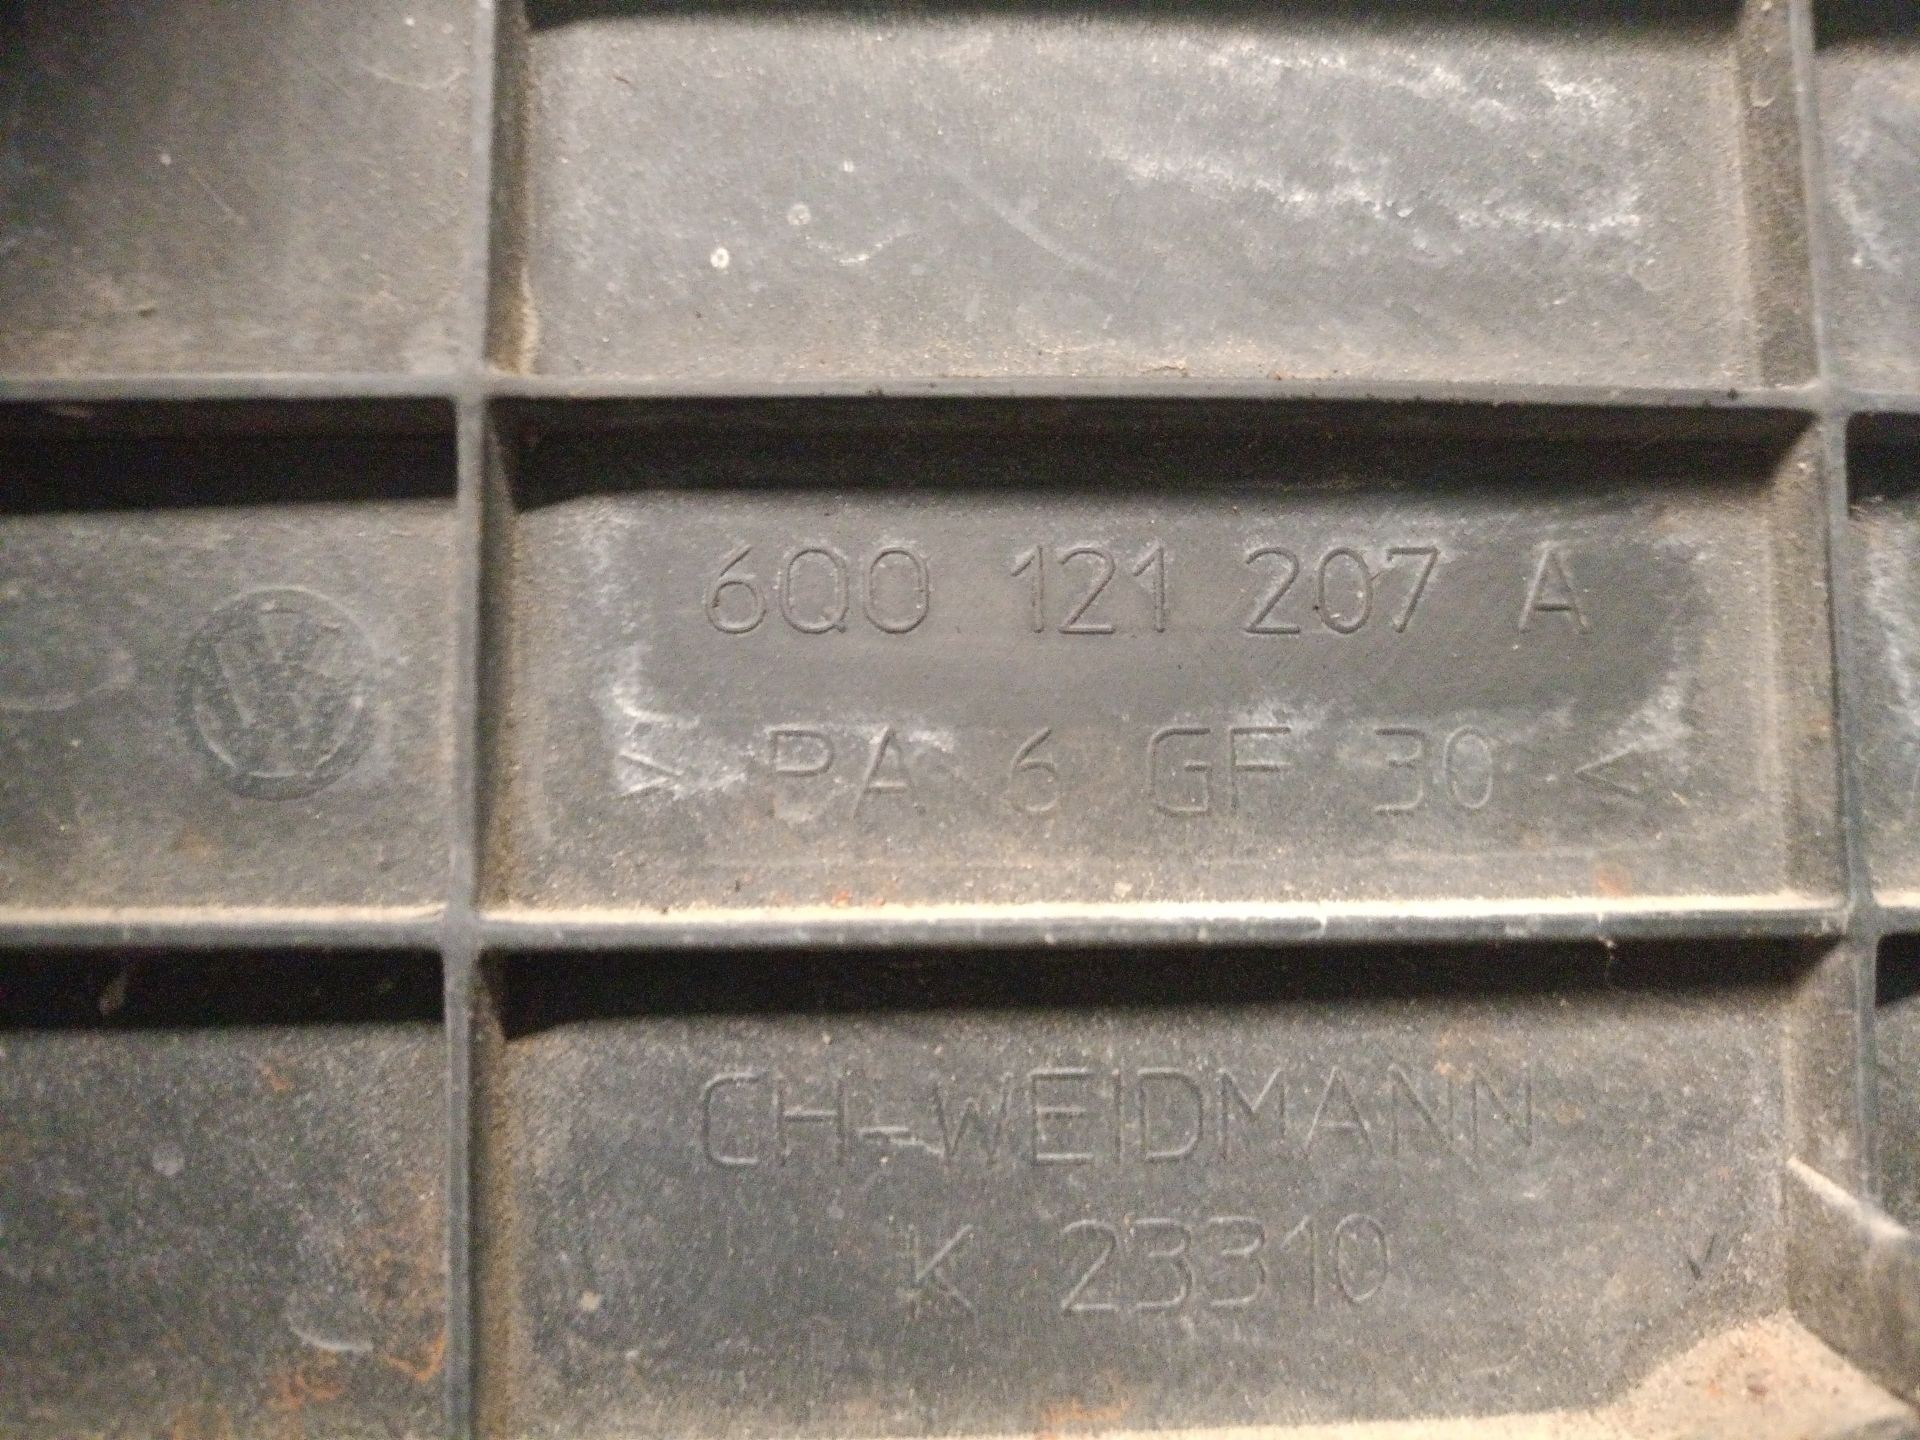 6Q0 121 207 A
> PA 6 GF 30 <
CH-WEIDMANN
K 23310